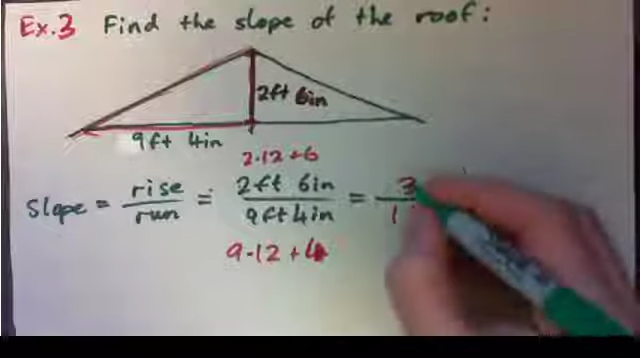 Ex.3 Find the slope of the roof:
2ft 6in
9ft 4in
2·12+6
slope = rise/run = 2ft 6in/9ft 4in = 3
9·12+4